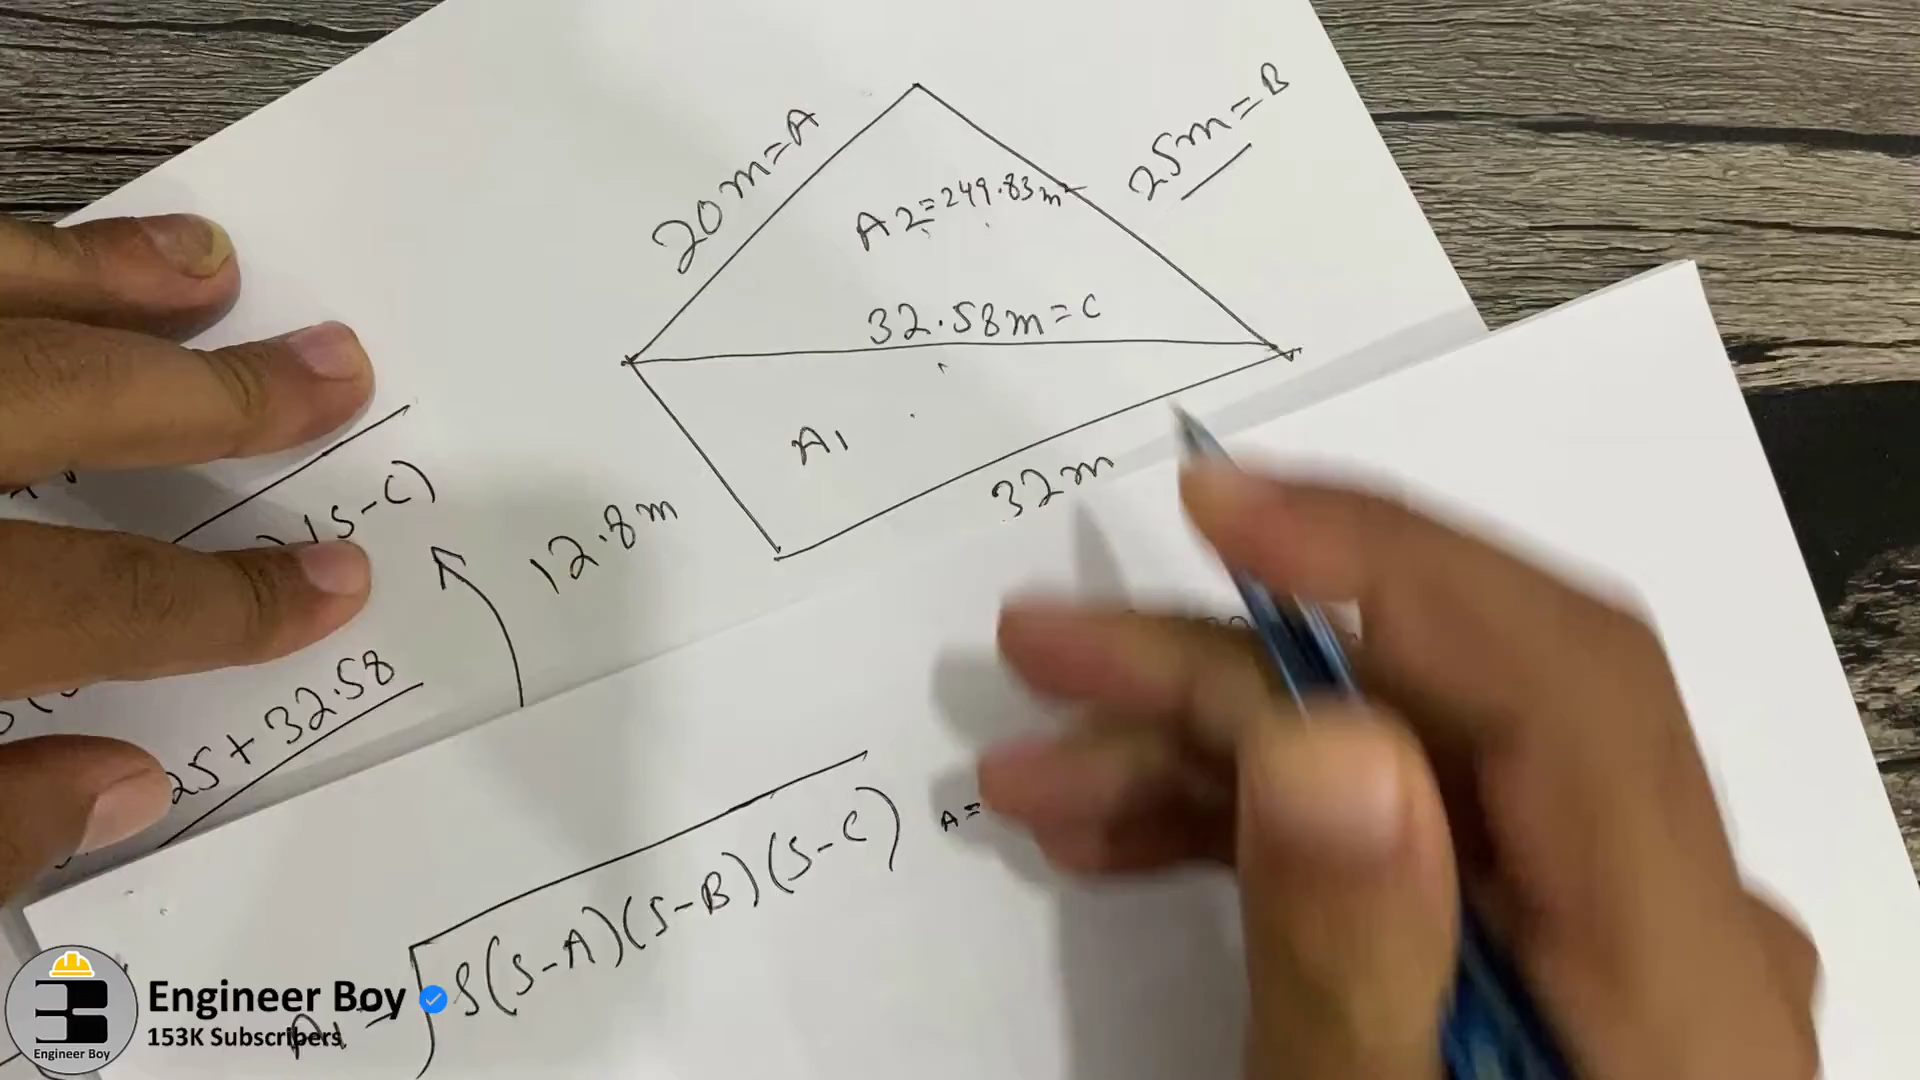 20m=A
25m=B
A2=249.83m²
32.58m=C
A1
12.8m
32m
(S-C)
25+32.58
A=
A1=√S(S-A)(S-B)(S-C)
Engineer Boy
153K Subscribers
Engineer Boy